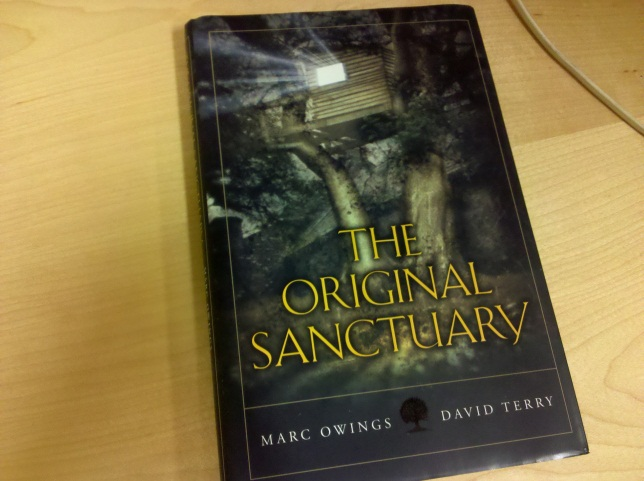 THE
ORIGINAL
SANCTUARY
MARC OWINGS DAVID TERRY